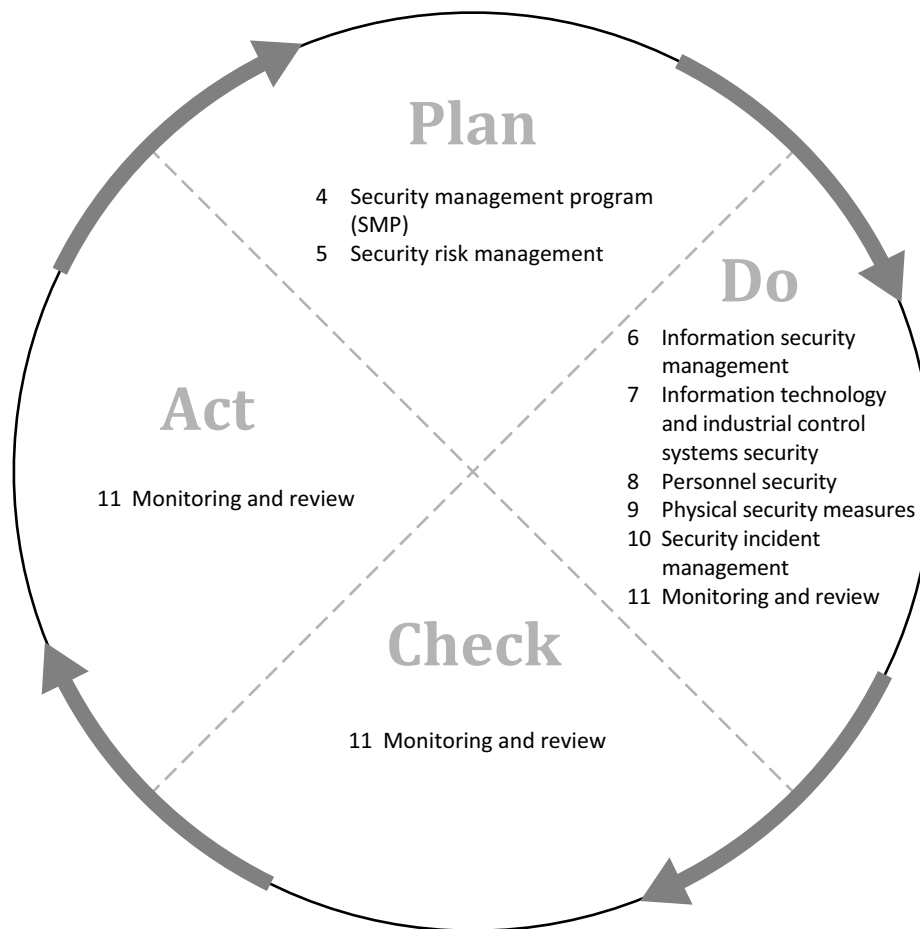 Plan
4 Security management program
(SMP)
5 Security risk management
Do
6 Information security
management
7 Information technology
and industrial control
systems security
8 Personnel security
9 Physical security measures
10 Security incident
management
11 Monitoring and review
Check
11 Monitoring and review
Act
11 Monitoring and review